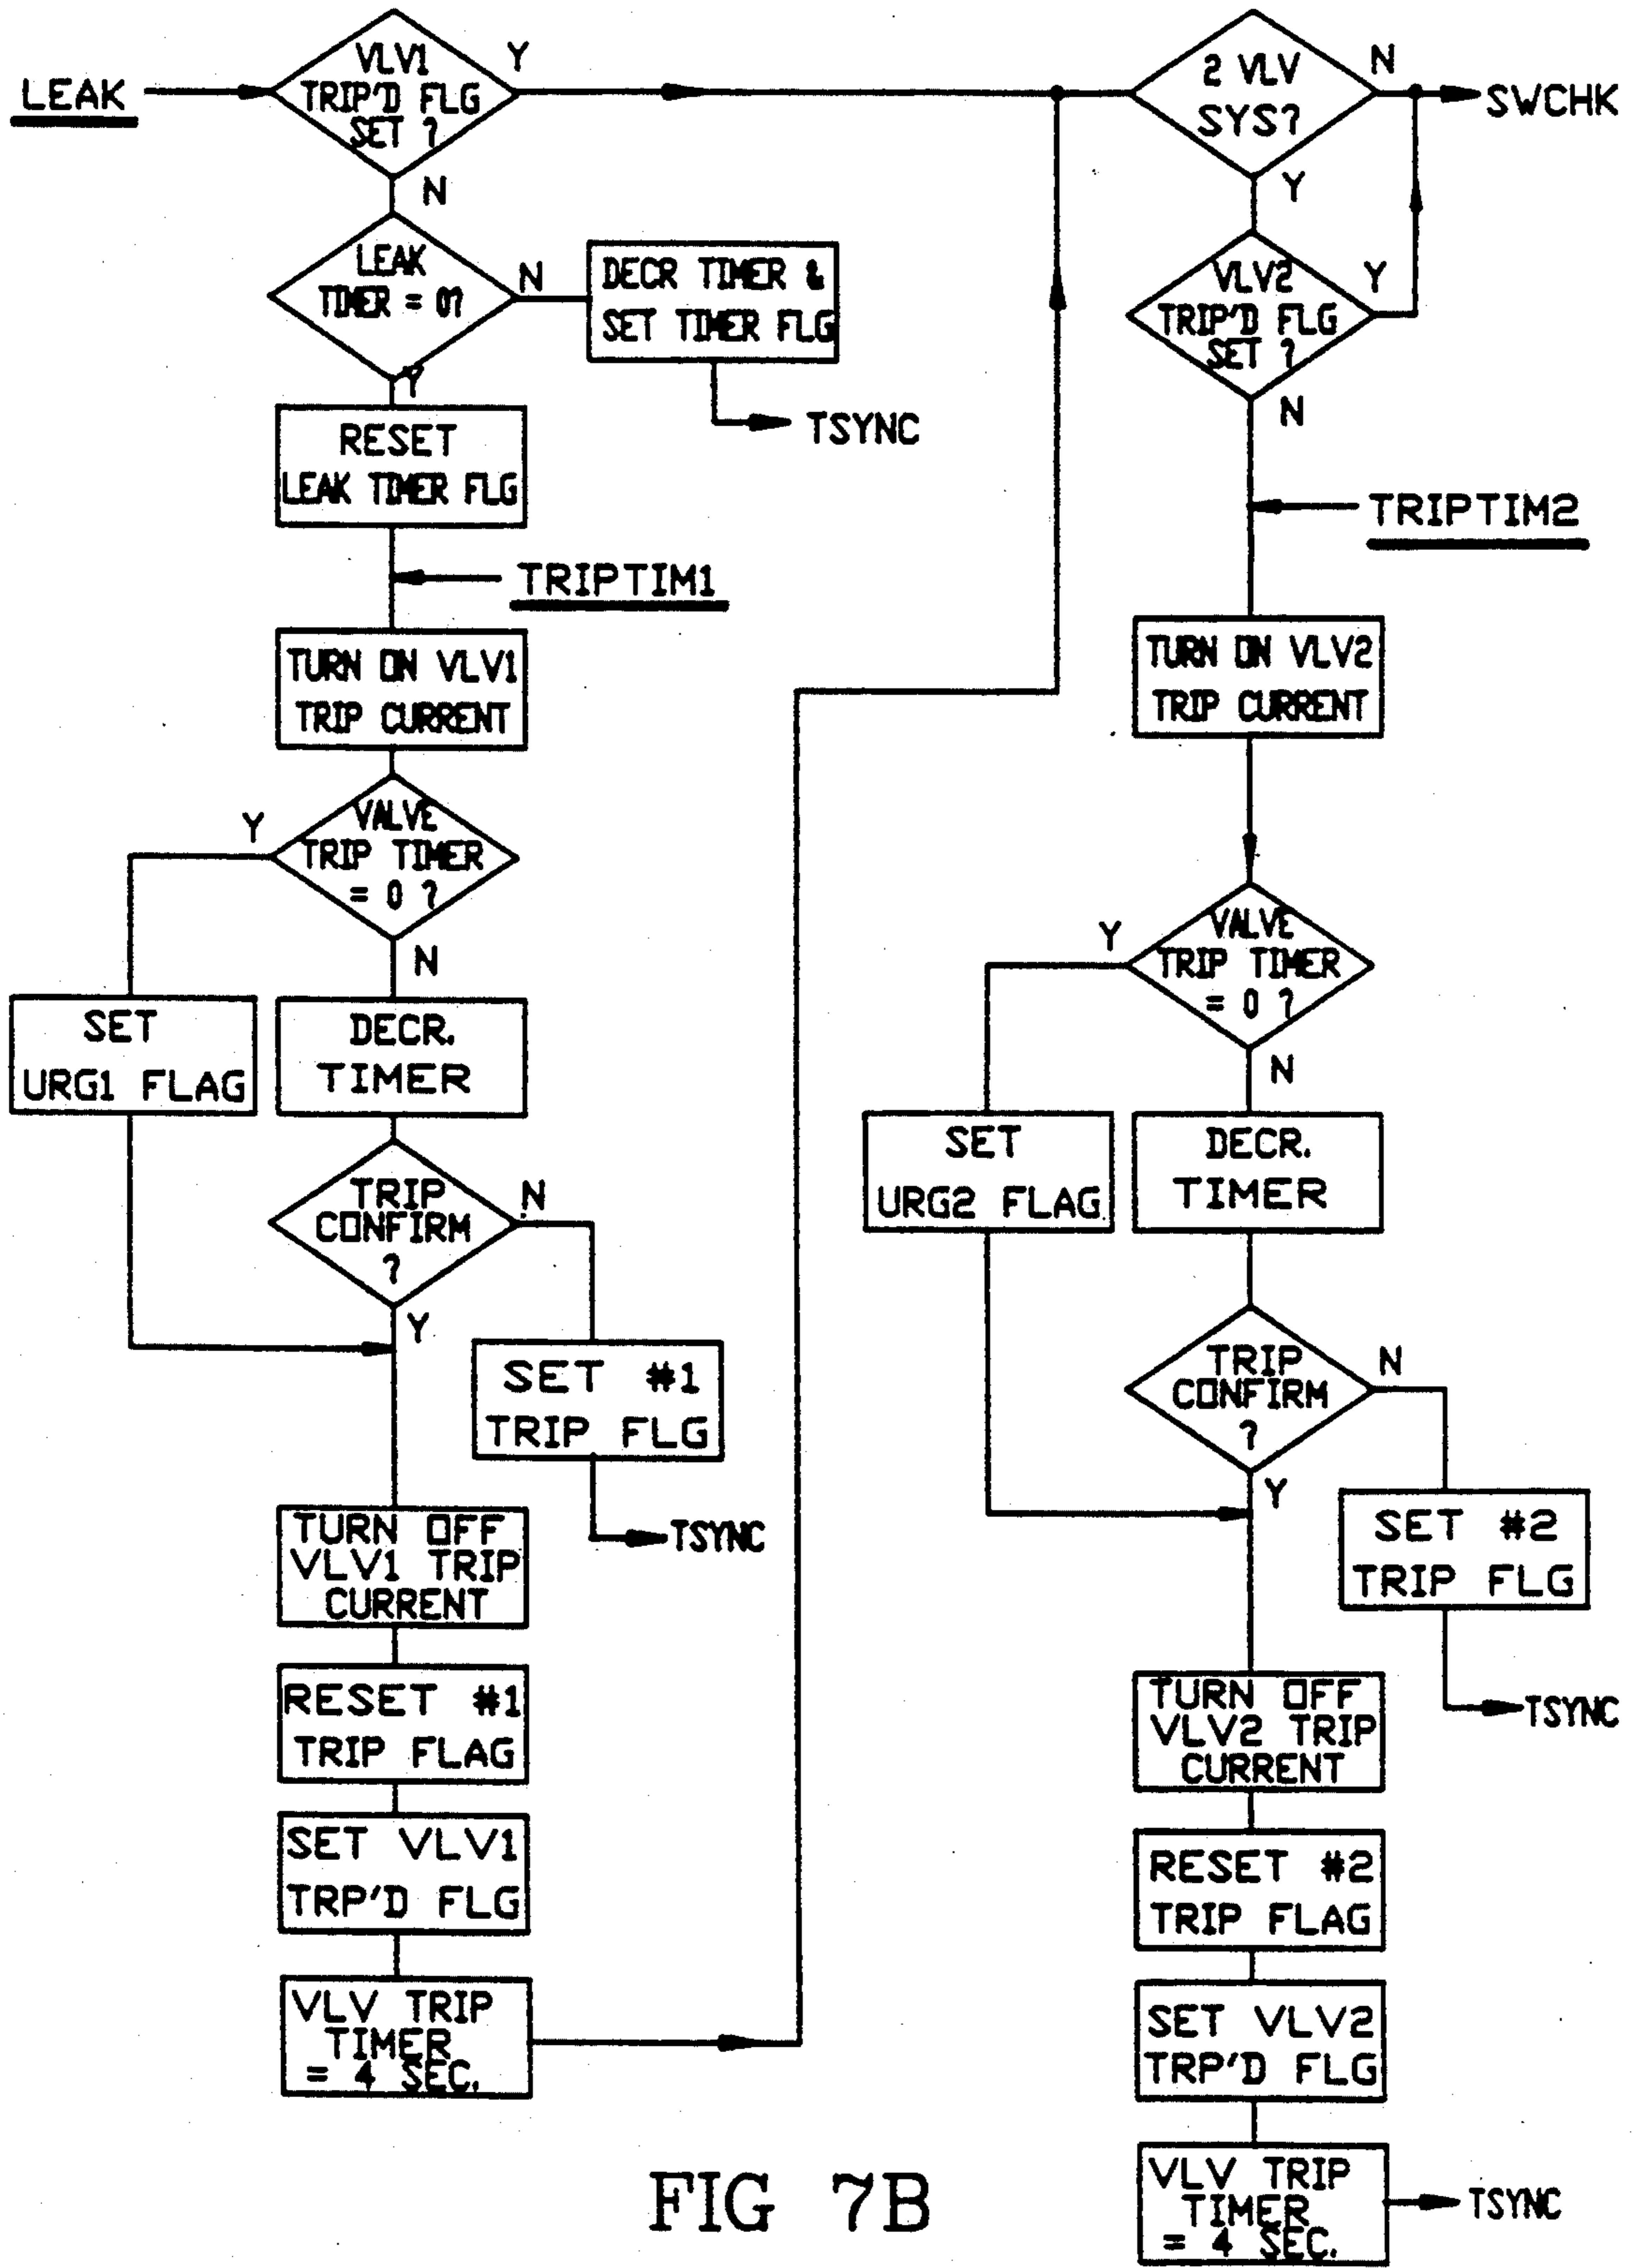 LEAK
VLV1
TRIP'D FLG
SET ?
Y
N
LEAK
TIMER = 0?
N
DECR TIMER &
SET TIMER FLG
TSYNC
Y
RESET
LEAK TIMER FLG
TRIPTIM1
TURN ON VLV1
TRIP CURRENT
VALVE
TRIP TIMER
= 0 ?
Y
N
SET
URG1 FLAG
DECR.
TIMER
TRIP
CONFIRM
?
N
Y
SET #1
TRIP FLG
TSYNC
TURN OFF
VLV1 TRIP
CURRENT
RESET #1
TRIP FLAG
SET VLV1
TRP'D FLG
VLV TRIP
TIMER
= 4 SEC.
2 VLV
SYS?
N
SWCHK
Y
VLV2
TRIP'D FLG
SET ?
Y
N
TRIPTIM2
TURN ON VLV2
TRIP CURRENT
VALVE
TRIP TIMER
= 0 ?
Y
N
SET
URG2 FLAG
DECR.
TIMER
TRIP
CONFIRM
?
N
Y
SET #2
TRIP FLG
TSYNC
TURN OFF
VLV2 TRIP
CURRENT
RESET #2
TRIP FLAG
SET VLV2
TRP'D FLG
VLV TRIP
TIMER
= 4 SEC.
TSYNC
FIG 7B